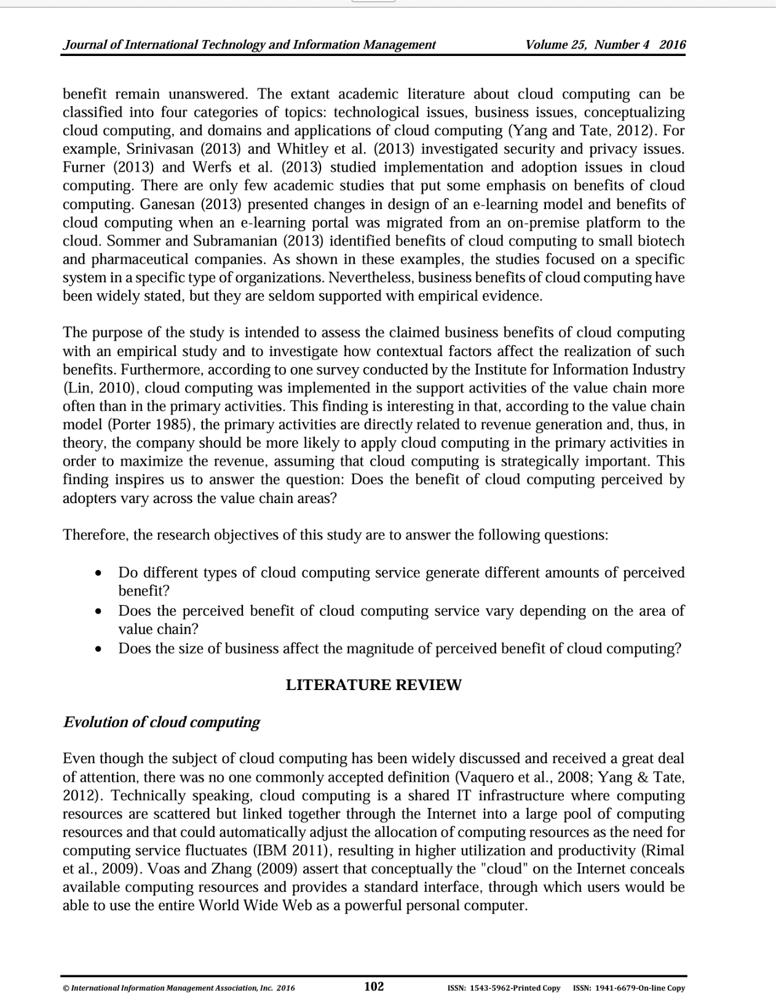 Journal of International Technology and Information Management Volume 25, Number 4 2016
benefit remain unanswered. The extant academic literature about cloud computing can be
classified into four categories of topics: technological issues, business issues, conceptualizing
cloud computing, and domains and applications of cloud computing (Yang and Tate, 2012). For
example, Srinivasan (2013) and Whitley et al. (2013) investigated security and privacy issues.
Furner (2013) and Werfs et al. (2013) studied implementation and adoption issues in cloud
computing. There are only few academic studies that put some emphasis on benefits of cloud
computing. Ganesan (2013) presented changes in design of an e-learning model and benefits of
cloud computing when an e-learning portal was migrated from an on-premise platform to the
cloud. Sommer and Subramanian (2013) identified benefits of cloud computing to small biotech
and pharmaceutical companies. As shown in these examples, the studies focused on a specific
system in a specific type of organizations. Nevertheless, business benefits of cloud computing have
been widely stated, but they are seldom supported with empirical evidence.
The purpose of the study is intended to assess the claimed business benefits of cloud computing
with an empirical study and to investigate how contextual factors affect the realization of such
benefits. Furthermore, according to one survey conducted by the Institute for Information Industry
(Lin, 2010), cloud computing was implemented in the support activities of the value chain more
often than in the primary activities. This finding is interesting in that, according to the value chain
model (Porter 1985), the primary activities are directly related to revenue generation and, thus, in
theory, the company should be more likely to apply cloud computing in the primary activities in
order to maximize the revenue, assuming that cloud computing is strategically important. This
finding inspires us to answer the question: Does the benefit of cloud computing perceived by
adopters vary across the value chain areas?
Therefore, the research objectives of this study are to answer the following questions:
• Do different types of cloud computing service generate different amounts of perceived
benefit?
• Does the perceived benefit of cloud computing service vary depending on the area of
value chain?
• Does the size of business affect the magnitude of perceived benefit of cloud computing?
LITERATURE REVIEW
Evolution of cloud computing
Even though the subject of cloud computing has been widely discussed and received a great deal
of attention, there was no one commonly accepted definition (Vaquero et al., 2008; Yang & Tate,
2012). Technically speaking, cloud computing is a shared IT infrastructure where computing
resources are scattered but linked together through the Internet into a large pool of computing
resources and that could automatically adjust the allocation of computing resources as the need for
computing service fluctuates (IBM 2011), resulting in higher utilization and productivity (Rimal
et al., 2009). Voas and Zhang (2009) assert that conceptually the "cloud" on the Internet conceals
available computing resources and provides a standard interface, through which users would be
able to use the entire World Wide Web as a powerful personal computer.
© International Information Management Association, Inc. 2016 102 ISSN: 1543-5962-Printed Copy ISSN: 1941-6679-On-line Copy